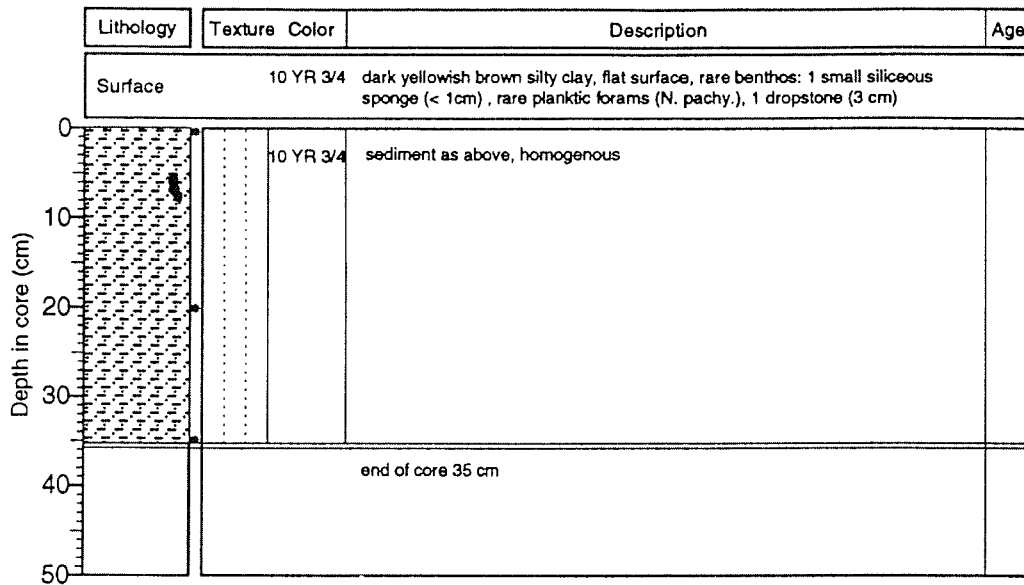 Lithology Texture Color Description Age
Surface 10 YR 3/4 dark yellowish brown silty clay, flat surface, rare benthos: 1 small siliceous
sponge (< 1cm) , rare planktic forams (N. pachy.), 1 dropstone (3 cm)
0
10 YR 3/4 sediment as above, homogenous
10
20
30
40
50
Depth in core (cm)
end of core 35 cm